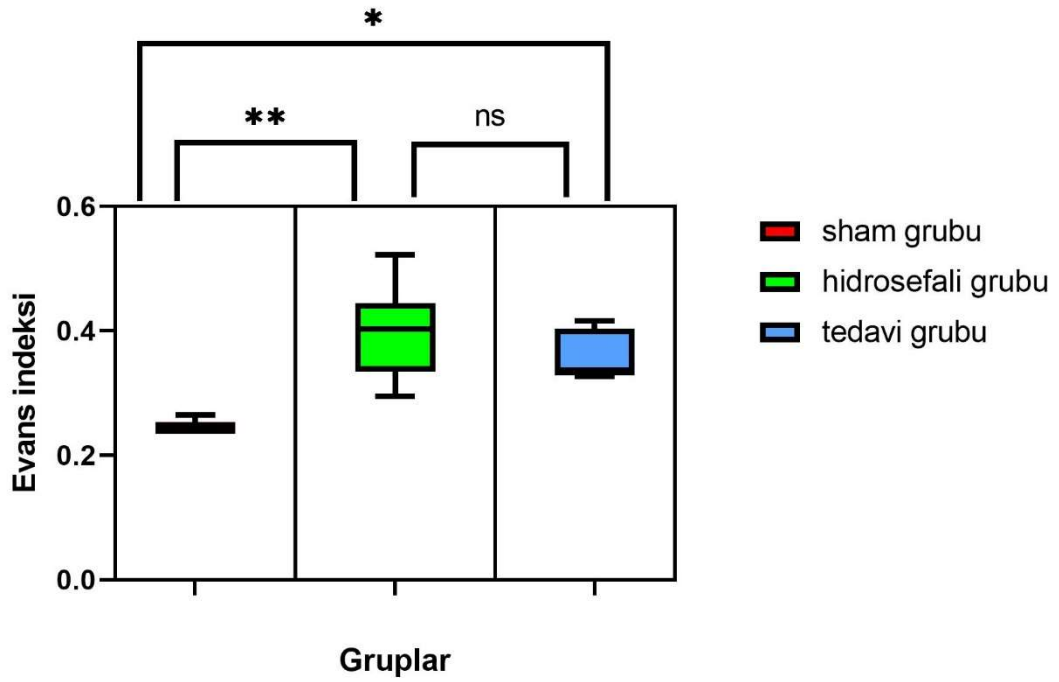 *
**
ns
0.6
0.4
0.2
0.0
Evans indeksi
Gruplar
sham grubu
hidrosefali grubu
tedavi grubu